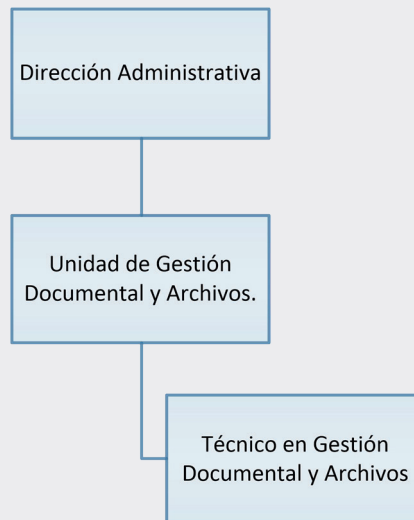 Dirección Administrativa
Unidad de Gestión
Documental y Archivos.
Técnico en Gestión
Documental y Archivos